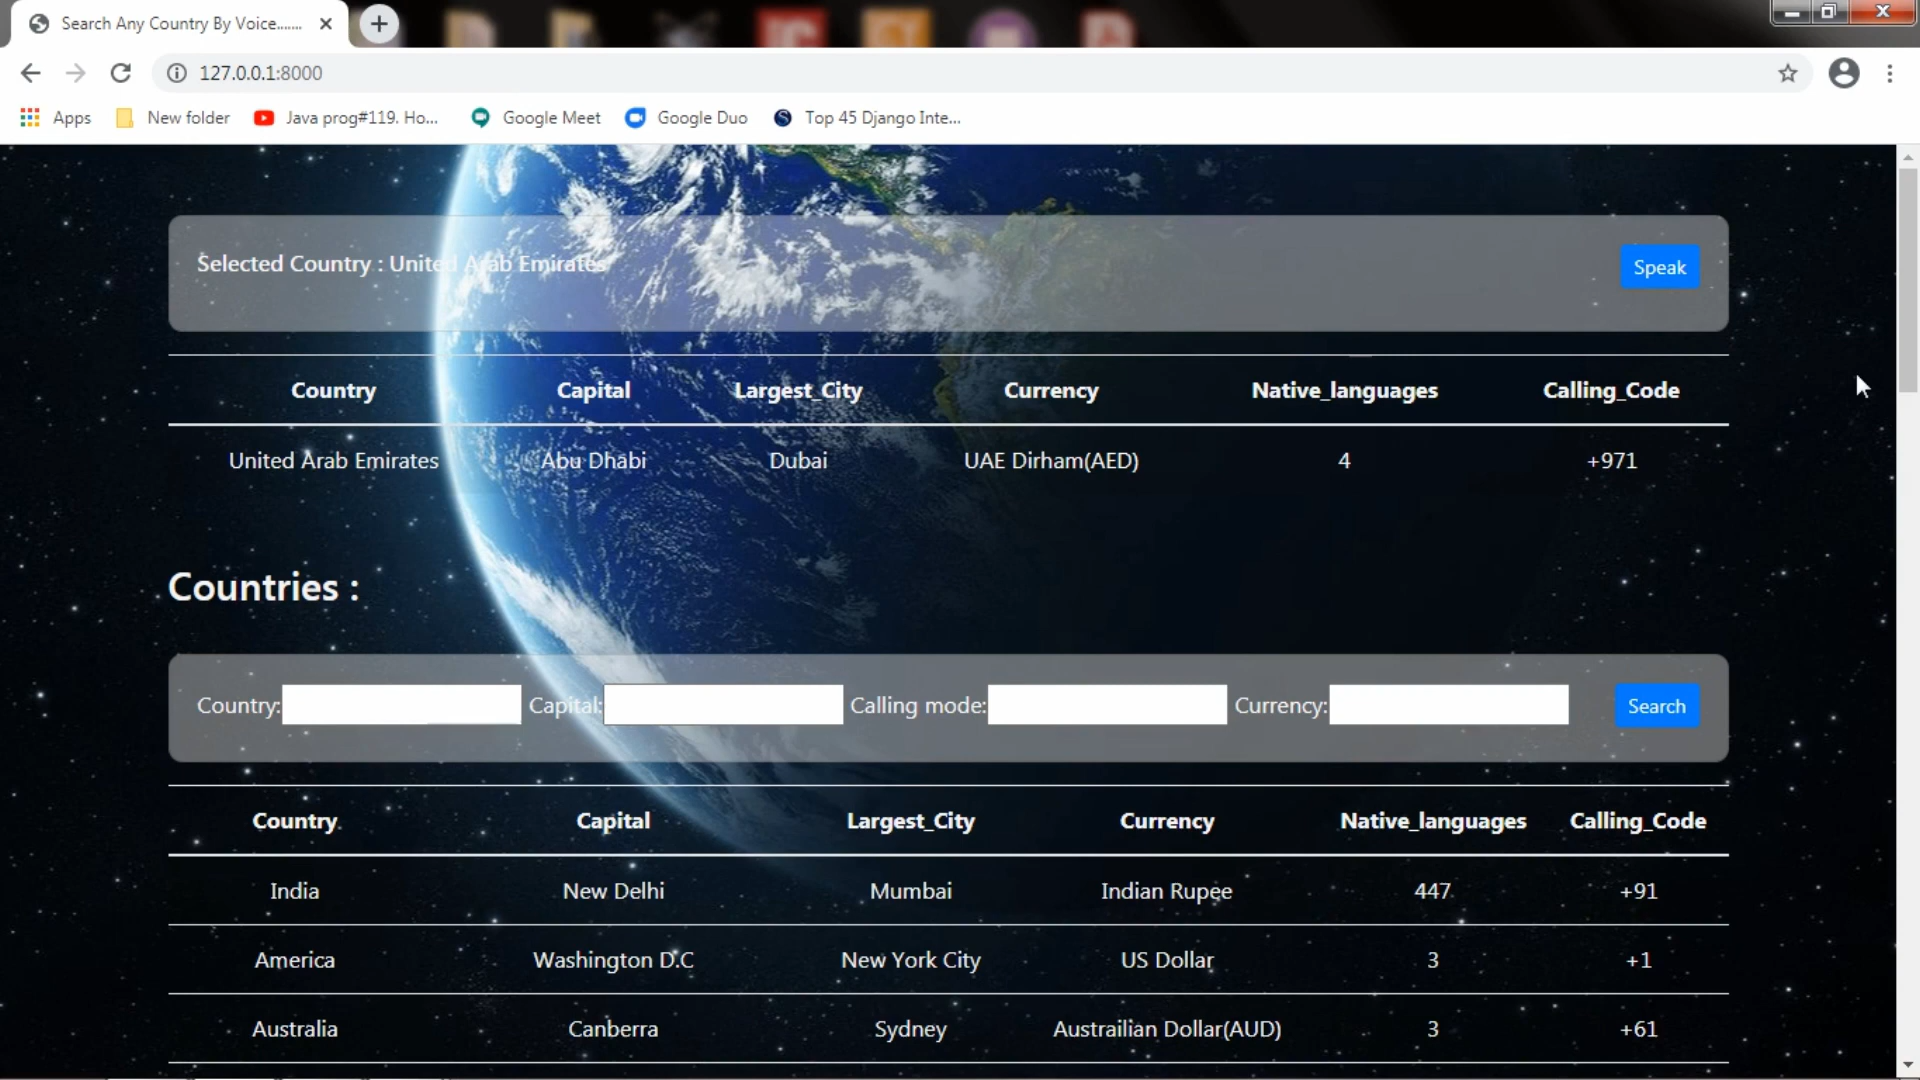 Search Any Country By Voice.......
127.0.0.1:8000
Apps New folder Java prog#119. Ho... Google Meet Google Duo Top 45 Django Inte...
Selected Country : United Arab Emirates Speak
Country Capital Largest_City Currency Native_languages Calling_Code
United Arab Emirates Abu Dhabi Dubai UAE Dirham(AED) 4 +971
Countries :
Country: Capital: Calling mode: Currency: Search
Country Capital Largest_City Currency Native_languages Calling_Code
India New Delhi Mumbai Indian Rupee 447 +91
America Washington D.C New York City US Dollar 3 +1
Australia Canberra Sydney Austrailian Dollar(AUD) 3 +61